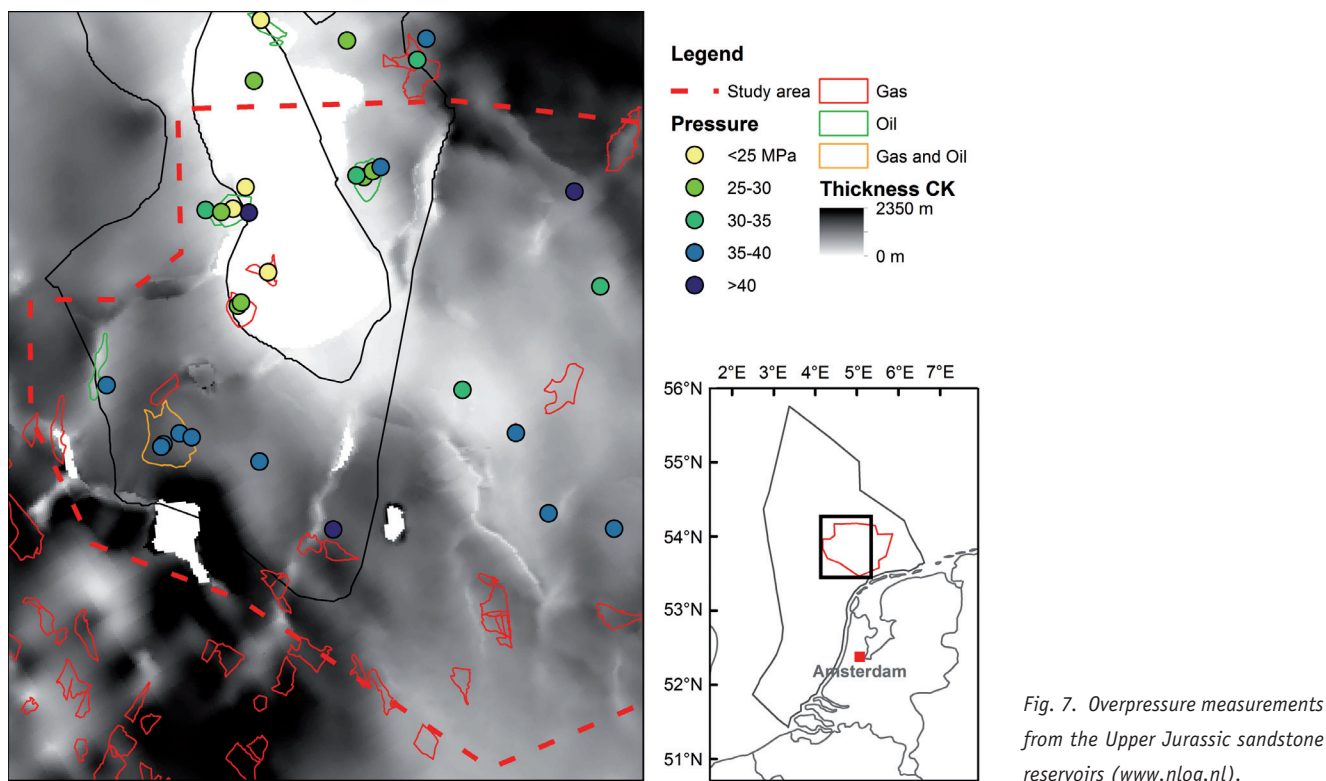 Legend
Study area
Gas
Pressure
Oil
<25 MPa
Gas and Oil
25-30
Thickness CK
30-35
2350 m
35-40
0 m
>40
2°E 3°E 4°E 5°E 6°E 7°E
56°N
55°N
54°N
53°N
52°N
51°N
Amsterdam
Fig. 7. Overpressure measurements
from the Upper Jurassic sandstone
reservoirs (www.nlog.nl).